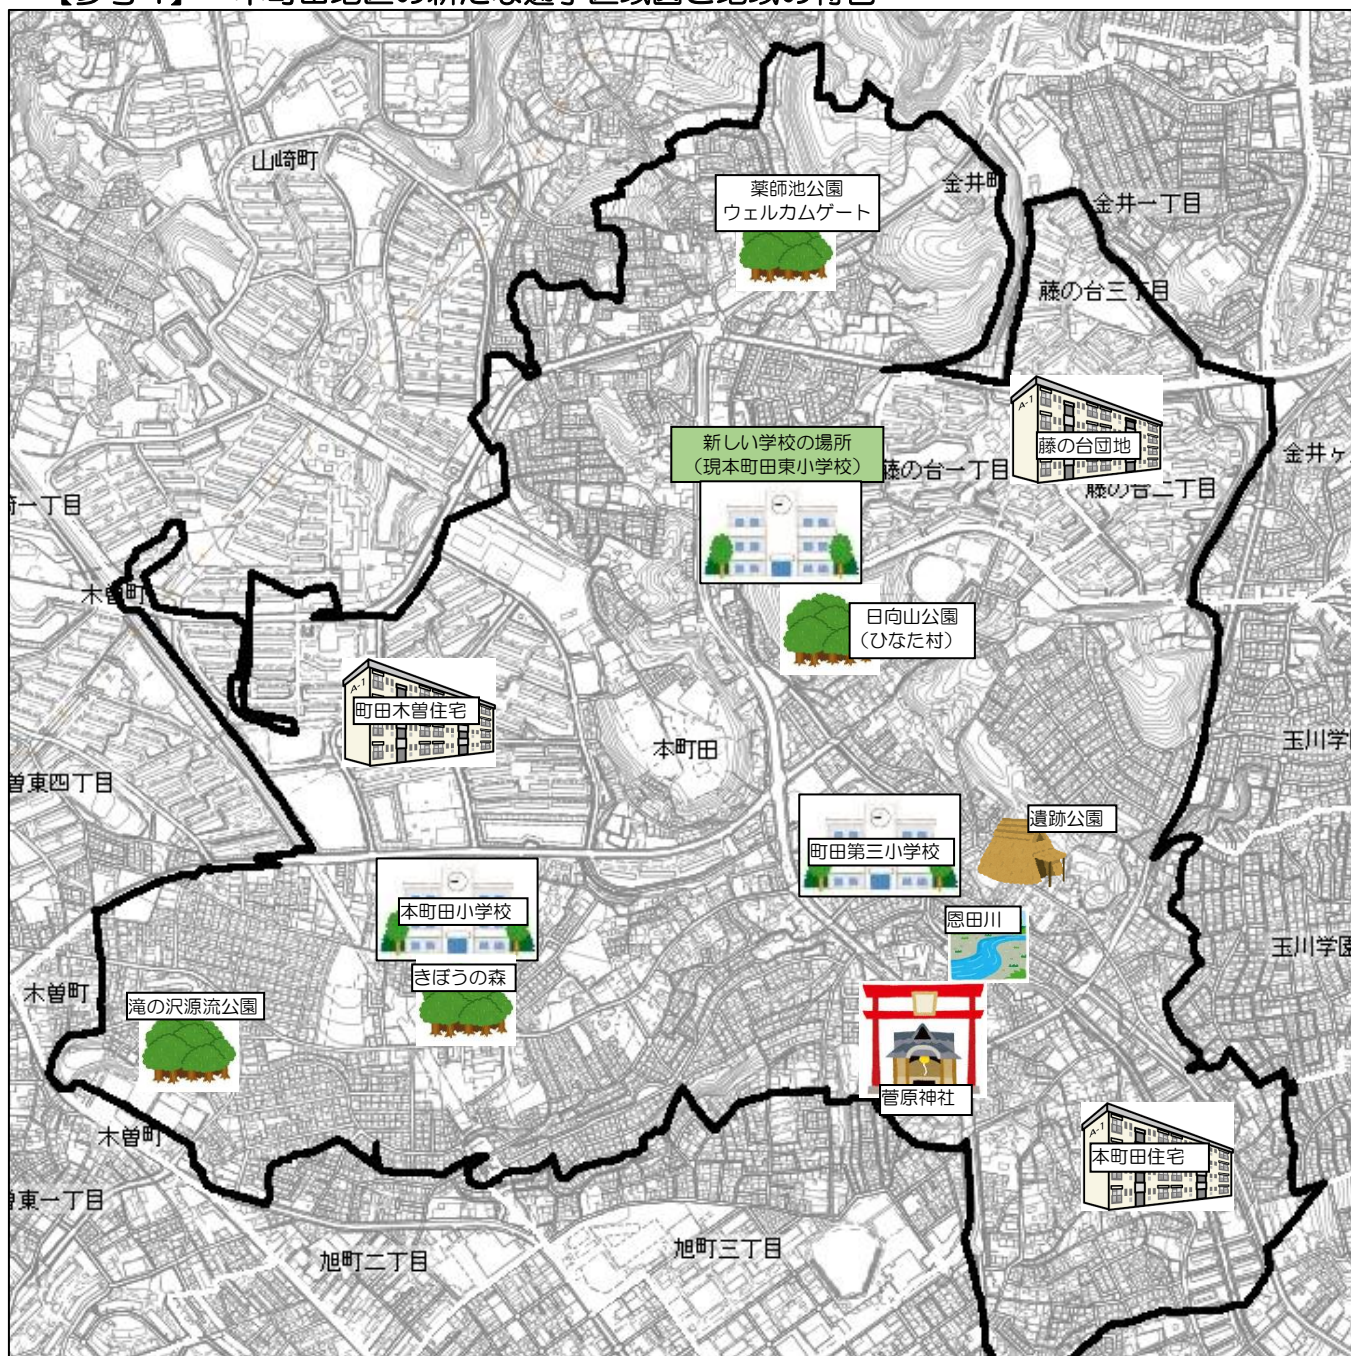 山崎町
薬師池公園
ウェルカムゲート
金井町
金井一丁目
藤の台三丁目
藤の台団地
新しい学校の場所
（現本町田東小学校）
藤の台一丁目
藤の台二丁目
金井ヶ
一丁目
木曽町
日向山公園
（ひなた村）
町田木曽住宅
本町田
玉川学
曽東四丁目
町田第三小学校
遺跡公園
本町田小学校
恩田川
きぼうの森
玉川学園
木曽町
滝の沢源流公園
菅原神社
木曽町
本町田住宅
東一丁目
旭町二丁目
旭町三丁目